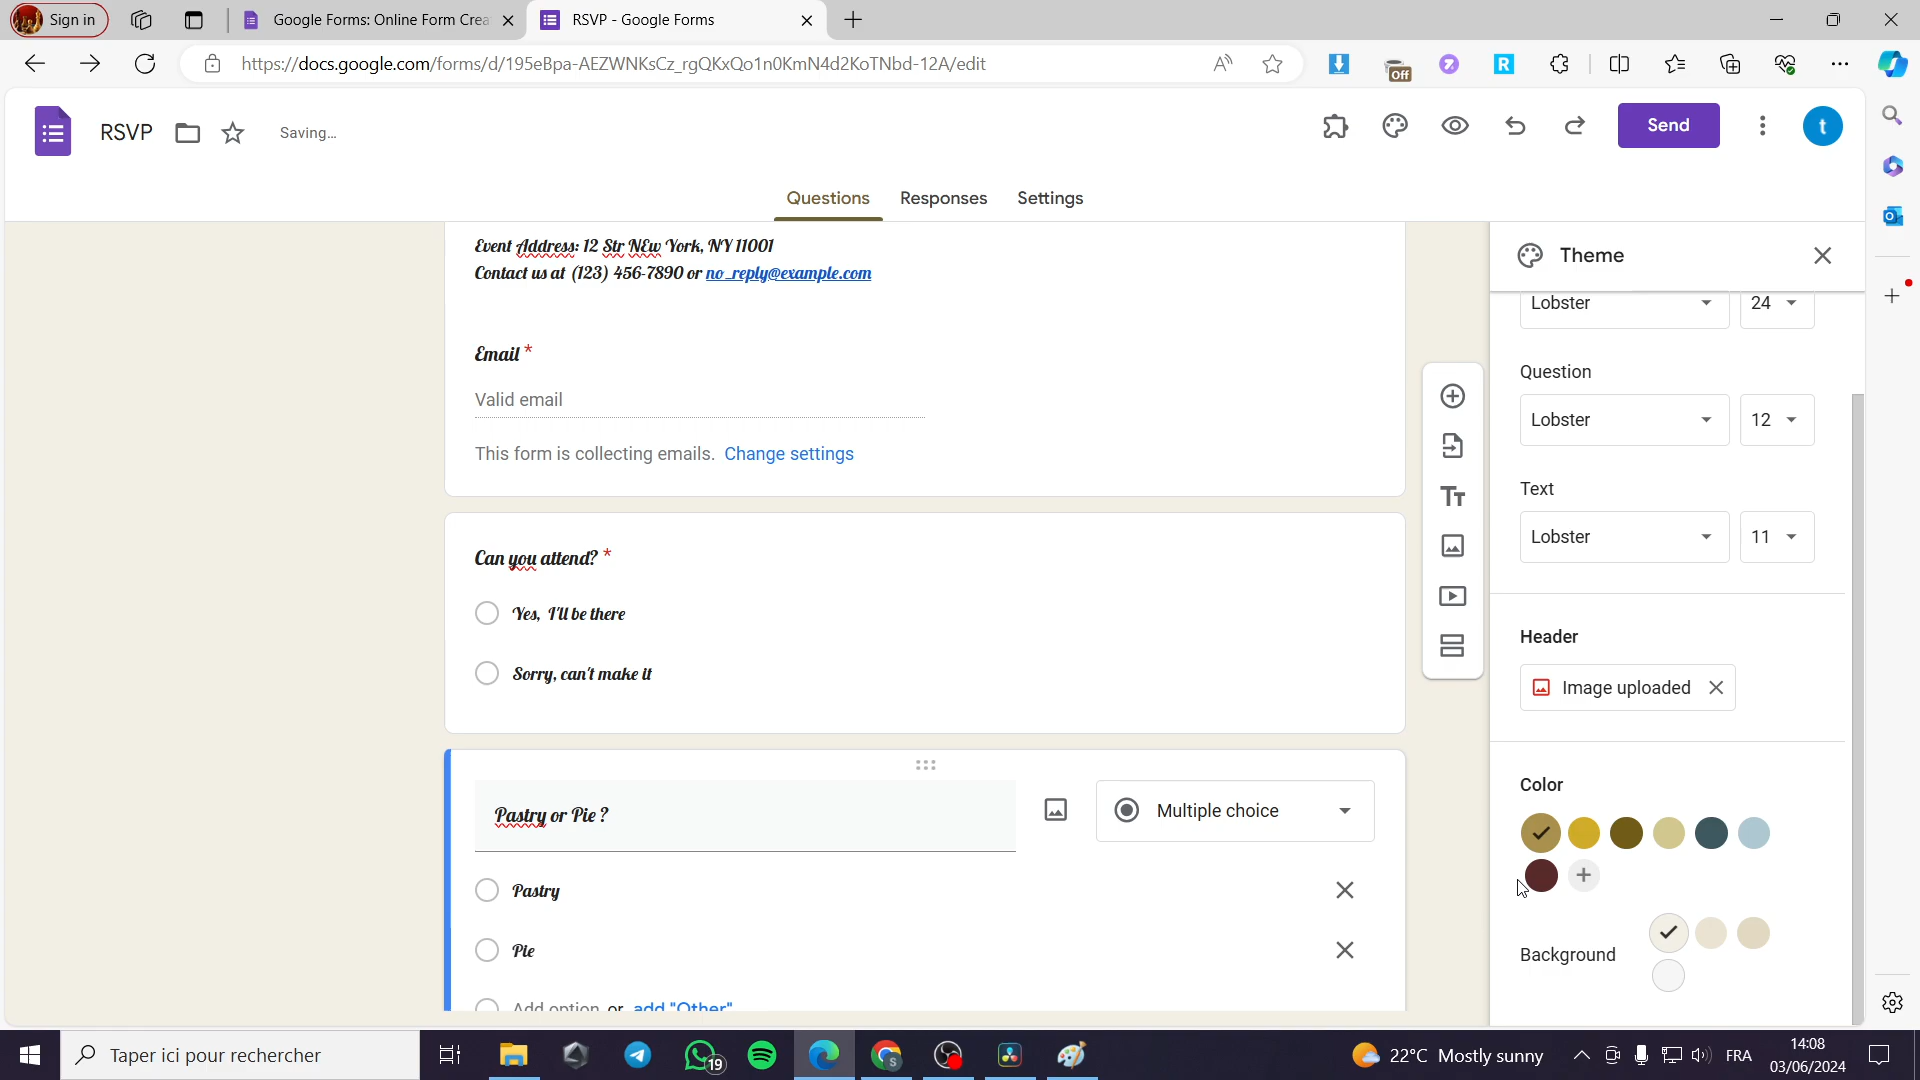 Sign in
Google Forms: Online Form Crea
RSVP - Google Forms
https://docs.google.com/forms/d/195eBpa-AEZWNKsCz_rgQKxQo1n0KmN4d2KoTNbd-12A/edit
Off
RSVP
Saving...
Send
t
Questions
Responses
Settings
Event Address: 12 Str NEw York, NY 11001
Contact us at (123) 456-7890 or no_reply@example.com
Email *
Valid email
This form is collecting emails. Change settings
Can you attend? *
Yes, I'll be there
Sorry, can't make it
Pastry or Pie ?
Multiple choice
Pastry
Pie
Add option or add "Other"
Theme
Lobster
24
Question
Lobster
12
Text
Lobster
11
Header
Image uploaded
Color
Background
Taper ici pour rechercher
19
22°C Mostly sunny
FRA
14:08
03/06/2024